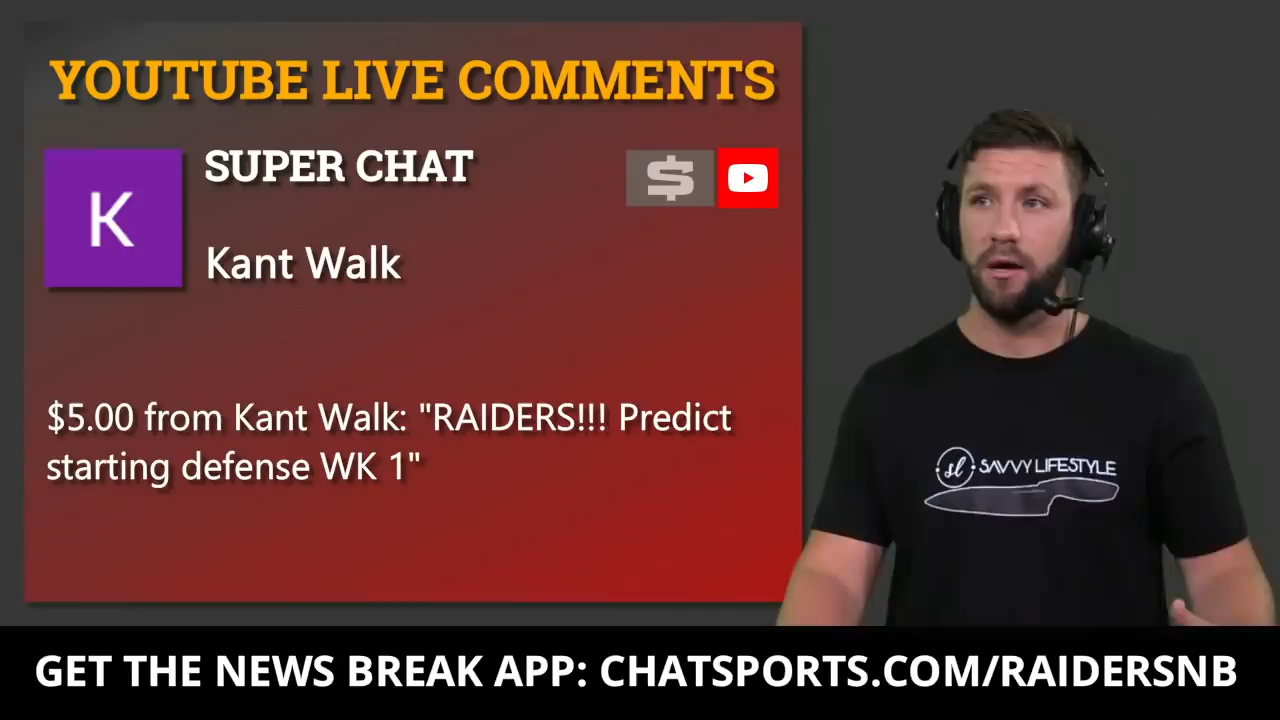 YOUTUBE LIVE COMMENTS
K
SUPER CHAT
$
Kant Walk
$5.00 from Kant Walk: "RAIDERS!!! Predict
starting defense WK 1"
sl SAVVY LIFESTYLE
GET THE NEWS BREAK APP: CHATSPORTS.COM/RAIDERSNB